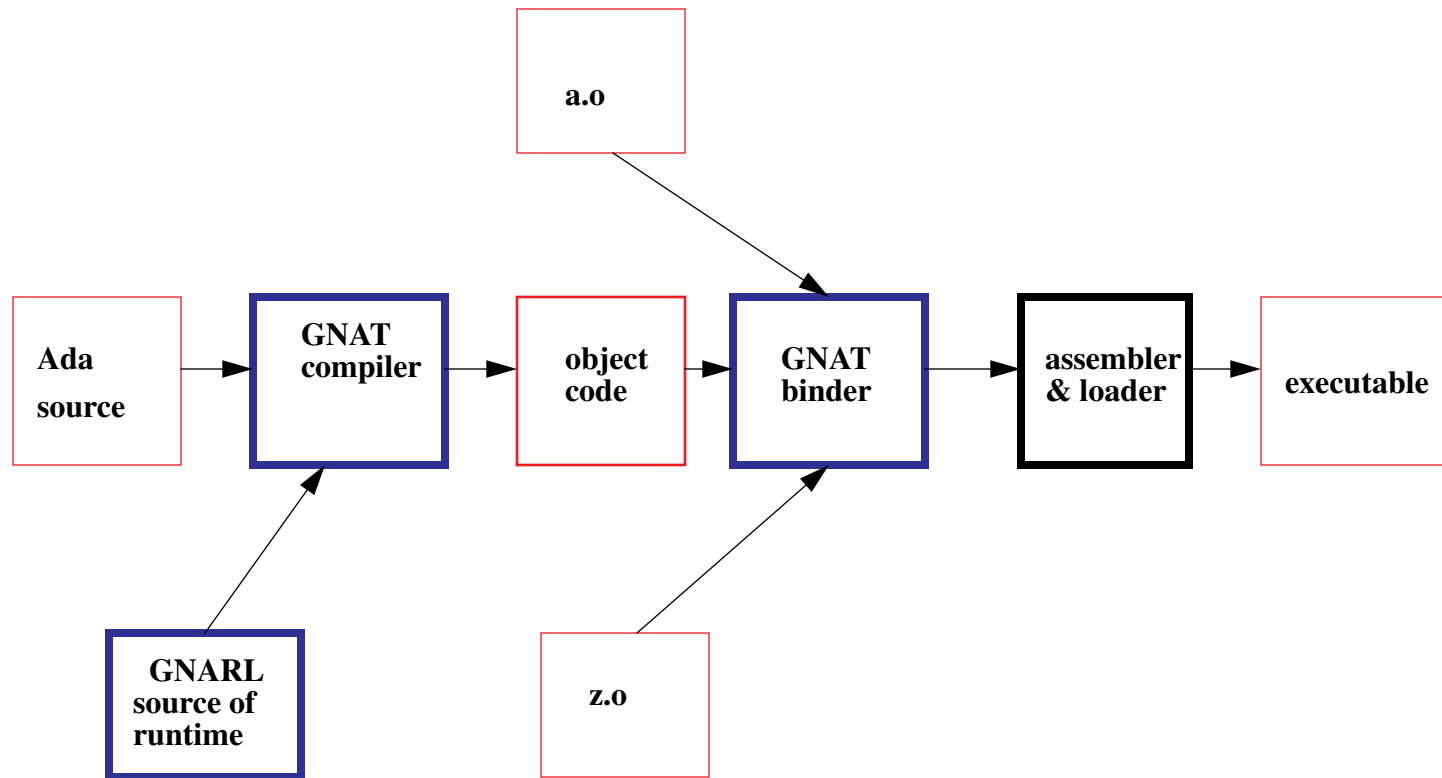 a.o
Ada
source
GNAT
compiler
object
code
GNAT
binder
assembler
& loader
executable
GNARL
source of
runtime
z.o